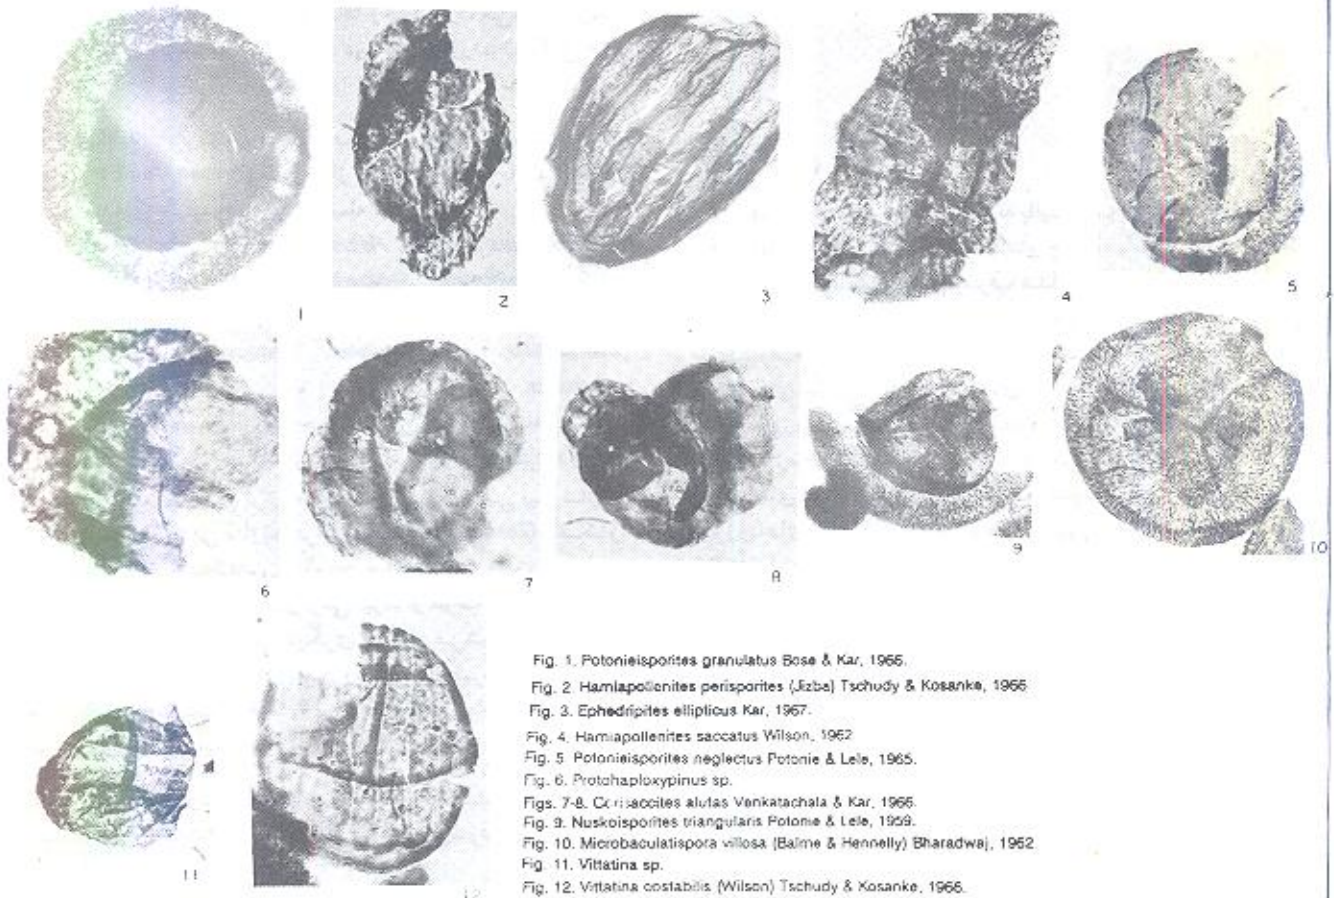 1
2
3
4
5
6
7
8
9
10
11
12
Fig. 1. Potonieisporites granulatus Bose & Kar, 1966.
Fig. 2. Hamiapollenites perisporites (Jizba) Tschudy & Kosanke, 1966
Fig. 3. Ephedripites ellipticus Kar, 1967.
Fig. 4. Hamiapollenites saccatus Wilson, 1962
Fig. 5. Potonieisporites neglectus Potonie & Lele, 1965.
Fig. 6. Protohaploxypinus sp.
Figs. 7-8. Corisaccites alutas Venkatachala & Kar, 1966.
Fig. 9. Nuskoisporites triangularis Potonie & Lele, 1959.
Fig. 10. Microbaculatispora villosa (Balme & Hennelly) Bharadwaj, 1962
Fig. 11. Vittatina sp.
Fig. 12. Vittatina costabilis (Wilson) Tschudy & Kosanke, 1966.